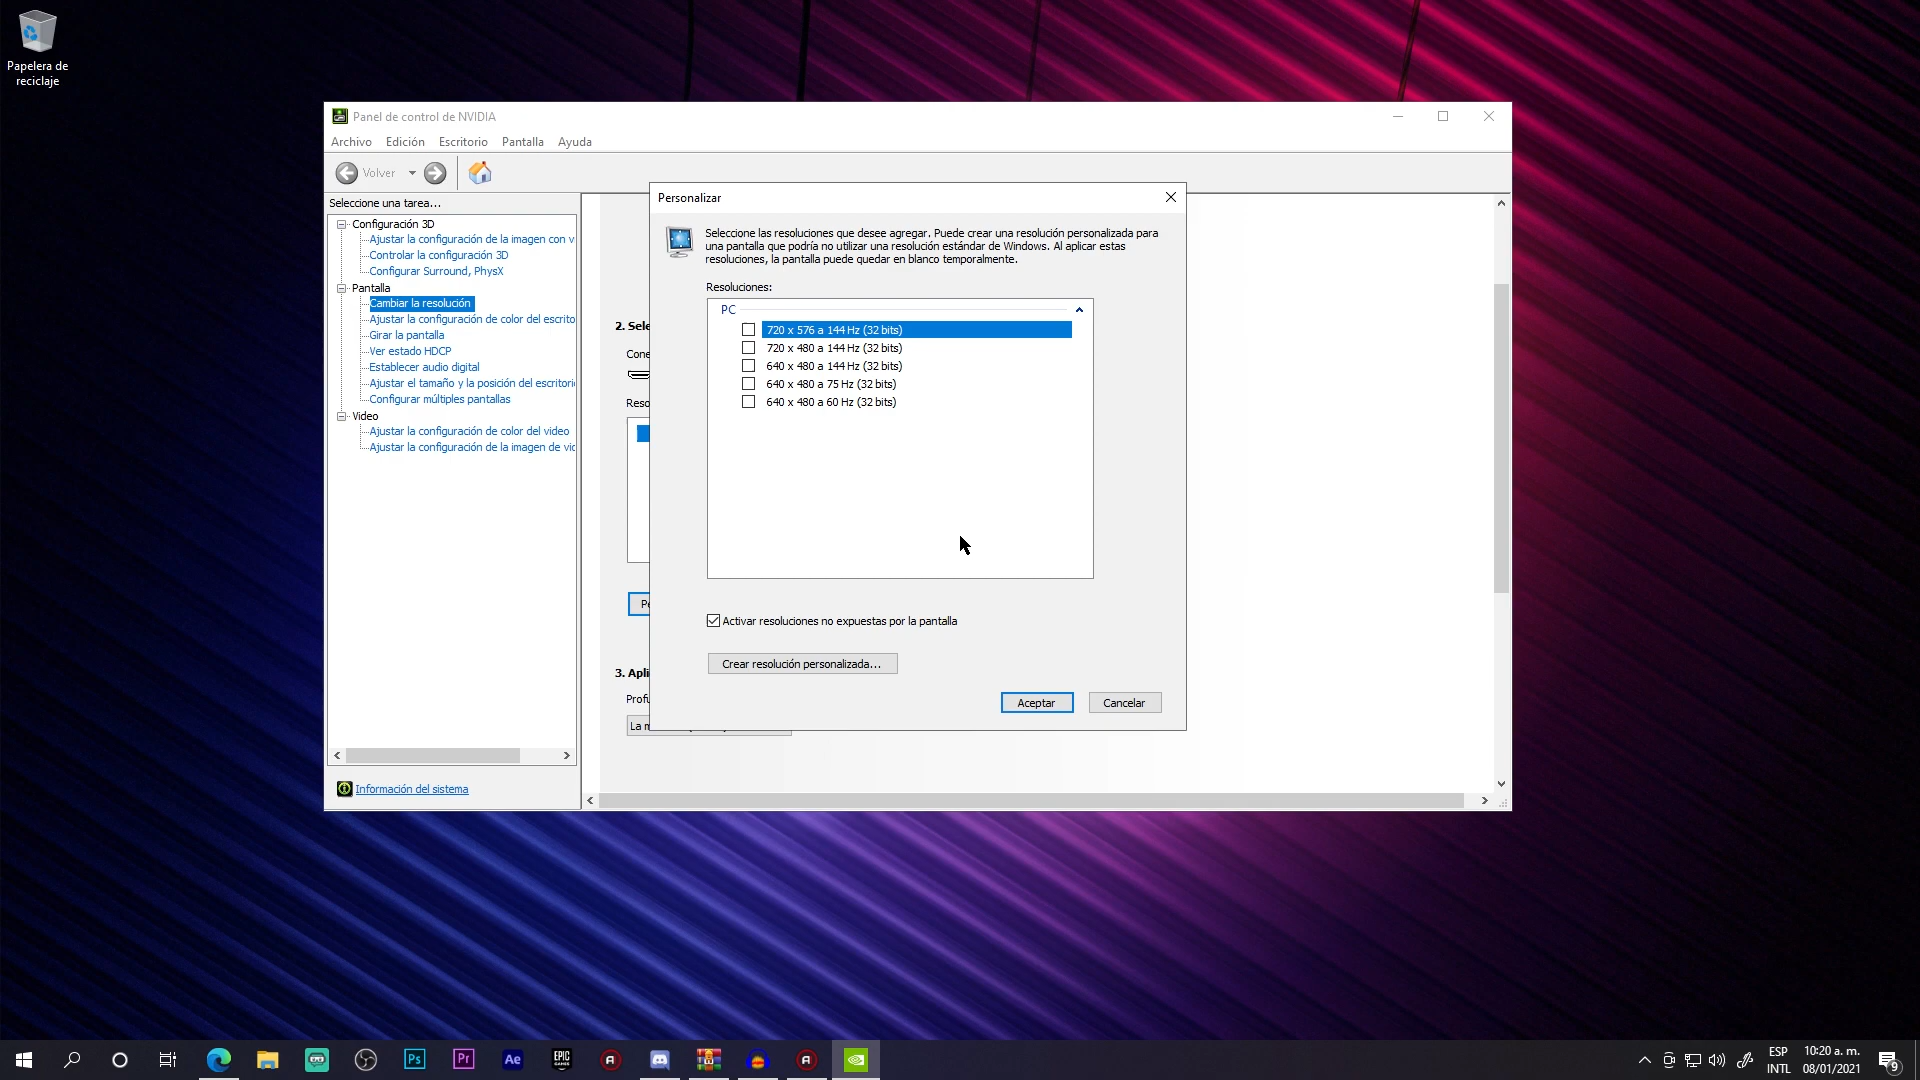 Papelera de
reciclaje
Panel de control de NVIDIA
Archivo Edición Escritorio Pantalla Ayuda
Volver
Seleccione una tarea...
Configuración 3D
Ajustar la configuración de la imagen con v
Controlar la configuración 3D
Configurar Surround, PhysX
Pantalla
Cambiar la resolución
Ajustar la configuración de color del escrito
Girar la pantalla
Ver estado HDCP
Establecer audio digital
Ajustar el tamaño y la posición del escritori
Configurar múltiples pantallas
Video
Ajustar la configuración de color del video
Ajustar la configuración de la imagen de vid
Información del sistema
2. Sele
Cone
Reso
Pe
3. Apli
Profu
La m
Personalizar
Seleccione las resoluciones que desee agregar. Puede crear una resolución personalizada para
una pantalla que podría no utilizar una resolución estándar de Windows. Al aplicar estas
resoluciones, la pantalla puede quedar en blanco temporalmente.
Resoluciones:
PC
720 x 576 a 144 Hz (32 bits)
720 x 480 a 144 Hz (32 bits)
640 x 480 a 144 Hz (32 bits)
640 x 480 a 75 Hz (32 bits)
640 x 480 a 60 Hz (32 bits)
Activar resoluciones no expuestas por la pantalla
Crear resolución personalizada...
Aceptar Cancelar
Ps Pr Ae EPIC GAMES
ESP
INTL
10:20 a. m.
08/01/2021
9